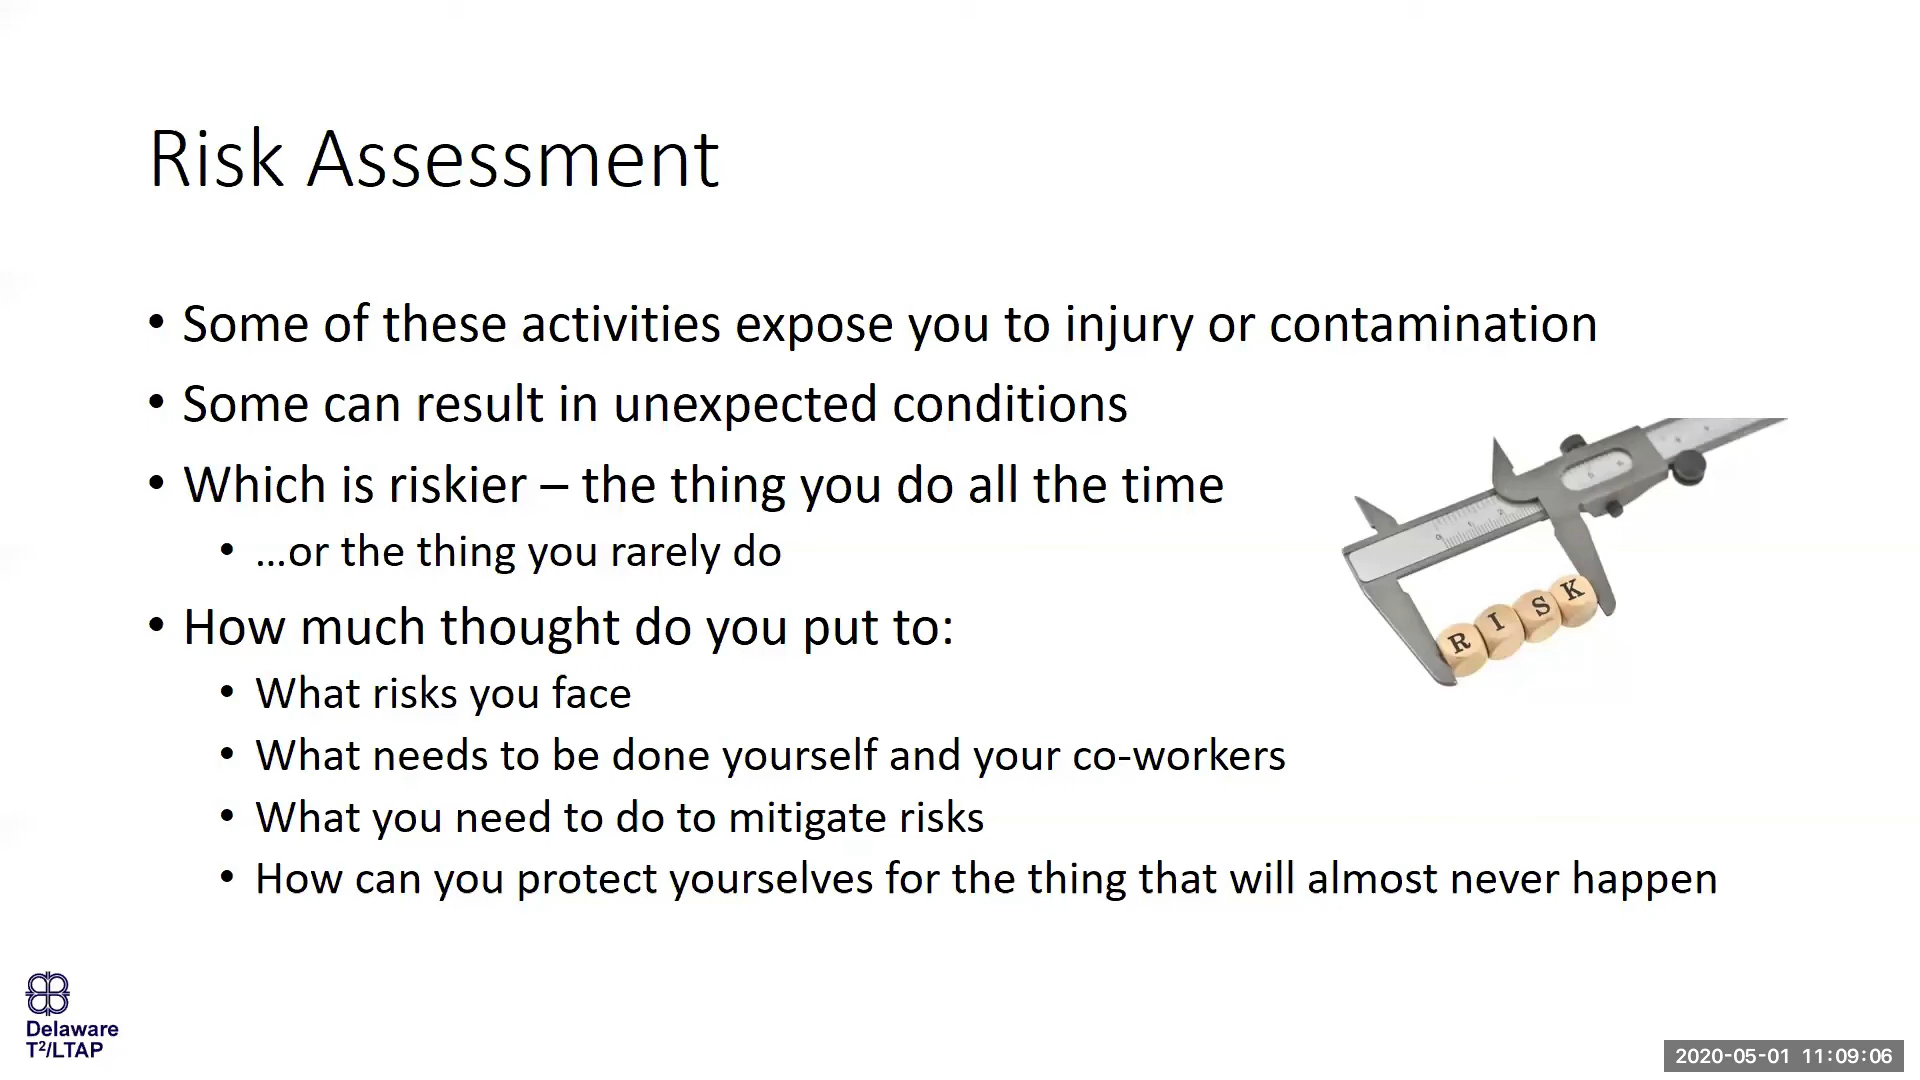 Risk Assessment
• Some of these activities expose you to injury or contamination
• Some can result in unexpected conditions
• Which is riskier – the thing you do all the time
• …or the thing you rarely do
• How much thought do you put to:
• What risks you face
• What needs to be done yourself and your co-workers
• What you need to do to mitigate risks
• How can you protect yourselves for the thing that will almost never happen
R I S K
Delaware
T²/LTAP
2020-05-01 11:09:06